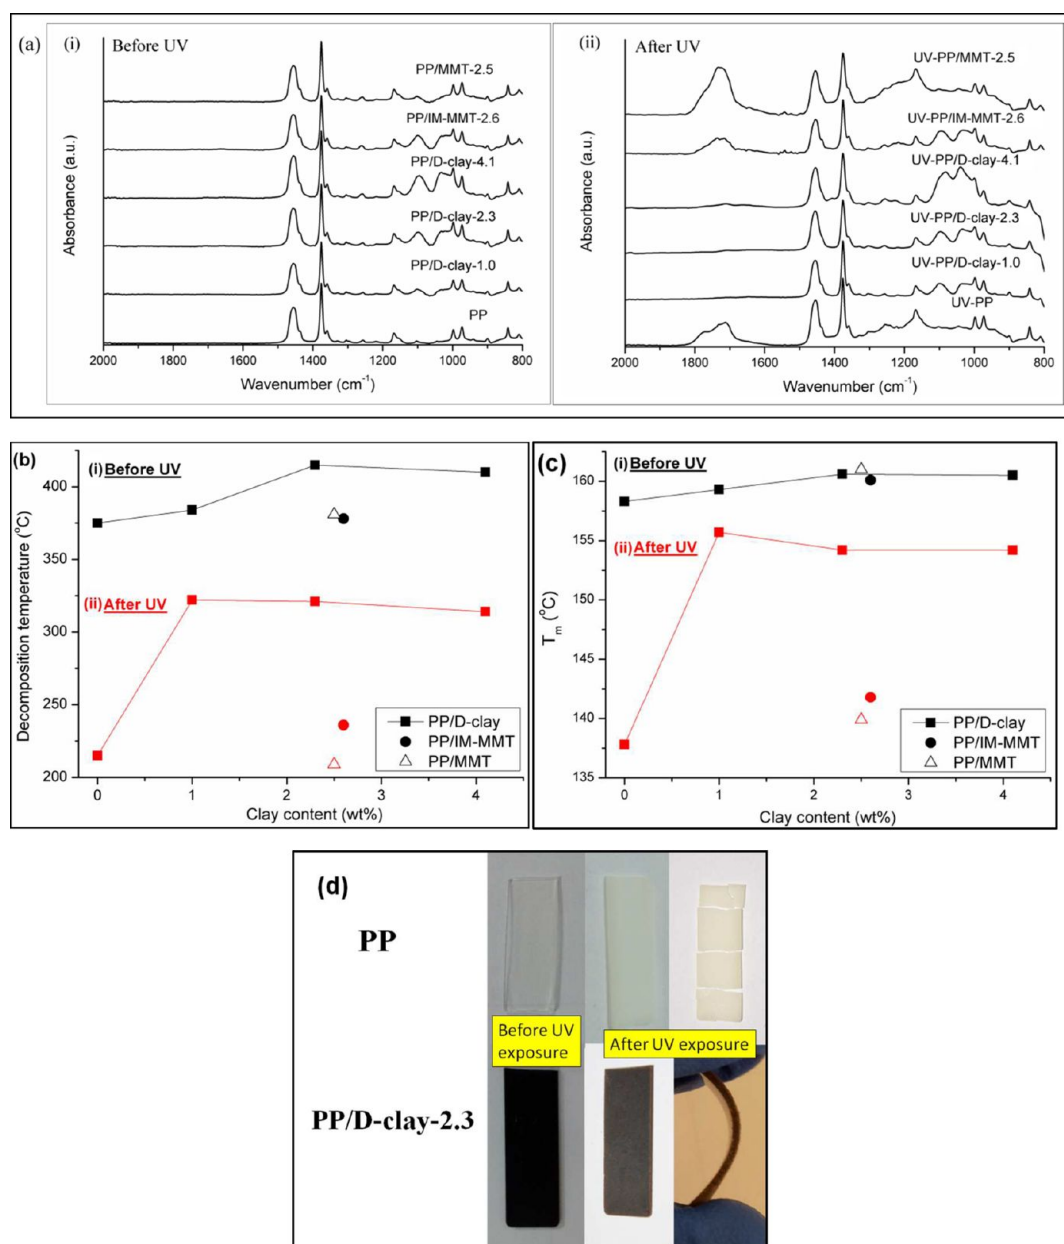 (a) (i) Before UV
PP/MMT-2.5
PP/IM-MMT-2.6
PP/D-clay-4.1
PP/D-clay-2.3
PP/D-clay-1.0
PP
Absorbance (a.u.)
2000 1800 1600 1400 1200 1000 800
Wavenumber (cm⁻¹)
(ii) After UV
UV-PP/MMT-2.5
UV-PP/IM-MMT-2.6
UV-PP/D-clay-4.1
UV-PP/D-clay-2.3
UV-PP/D-clay-1.0
UV-PP
Absorbance (a.u.)
2000 1800 1600 1400 1200 1000 800
Wavenumber (cm⁻¹)
(b)
(i) Before UV
(ii) After UV
Decomposition temperature (°C)
400
350
300
250
200
PP/D-clay
PP/IM-MMT
PP/MMT
0 1 2 3 4
Clay content (wt%)
(c)
(i) Before UV
(ii) After UV
Tm (°C)
160
155
150
145
140
135
PP/D-clay
PP/IM-MMT
PP/MMT
0 1 2 3 4
Clay content (wt%)
(d)
PP
Before UV
exposure
After UV exposure
PP/D-clay-2.3